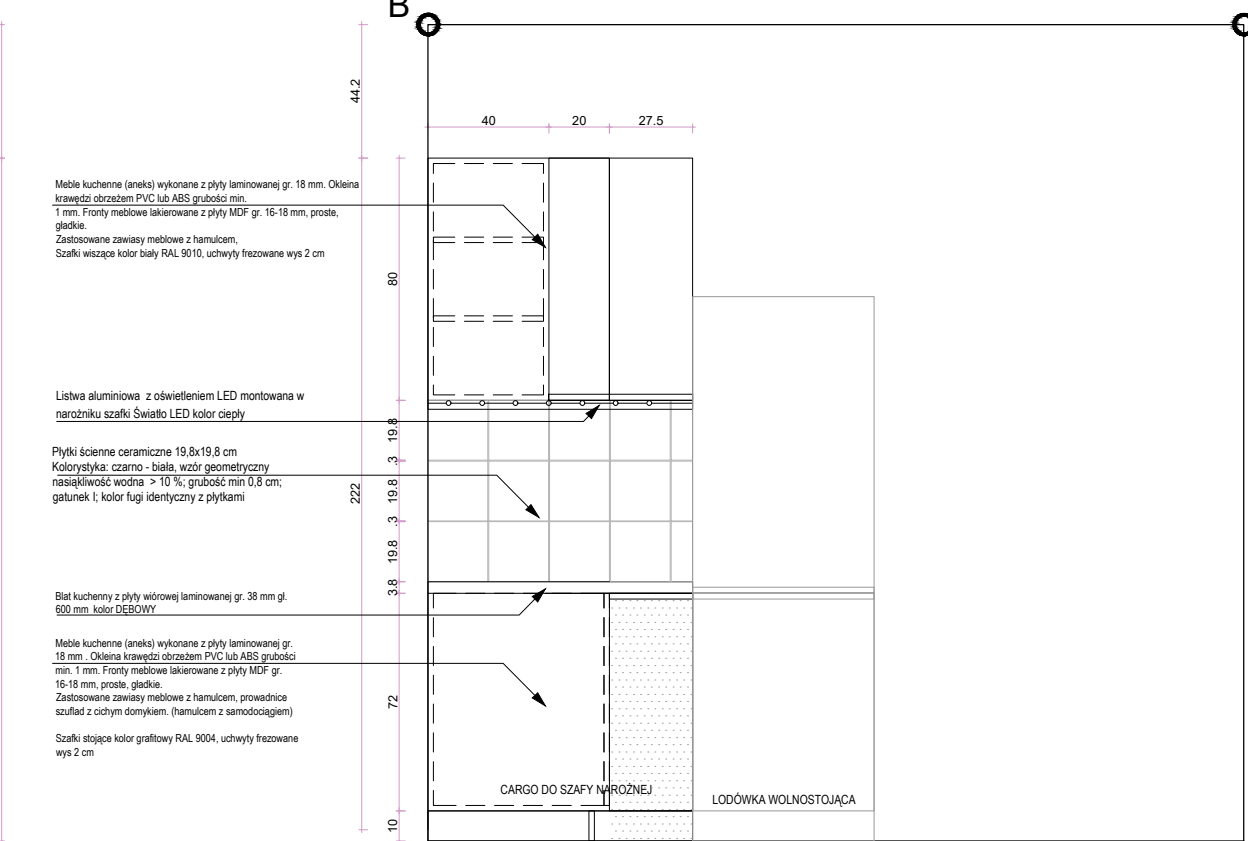 B
44.2
40 20 27.5
Meble kuchenne (aneks) wykonane z płyty laminowanej gr. 18 mm. Okleina
krawędzi obrzeżem PVC lub ABS grubości min.
1 mm. Fronty meblowe lakierowane z płyty MDF gr. 16-18 mm, proste,
gładkie.
Zastosowane zawiasy meblowe z hamulcem,
Szafki wiszące kolor biały RAL 9010, uchwyty frezowane wys 2 cm
80
Listwa aluminiowa z oświetleniem LED montowana w
narożniku szafki Światło LED kolor ciepły
19.8
Płytki ścienne ceramiczne 19,8x19,8 cm
Kolorystyka: czarno - biała, wzór geometryczny
nasiąkliwość wodna > 10 %; grubość min 0,8 cm;
gatunek I; kolor fugi identyczny z płytkami
.3
19.8
222
.3
19.8
3.8
Blat kuchenny z płyty wiórowej laminowanej gr. 38 mm gł.
600 mm kolor DĘBOWY
Meble kuchenne (aneks) wykonane z płyty laminowanej gr.
18 mm . Okleina krawędzi obrzeżem PVC lub ABS grubości
min. 1 mm. Fronty meblowe lakierowane z płyty MDF gr.
16-18 mm, proste, gładkie.
Zastosowane zawiasy meblowe z hamulcem, prowadnice
szuflad z cichym domykiem. (hamulcem z samodociągiem)
Szafki stojące kolor grafitowy RAL 9004, uchwyty frezowane
wys 2 cm
72
CARGO DO SZAFY NAROŻNEJ
LODÓWKA WOLNOSTOJĄCA
10